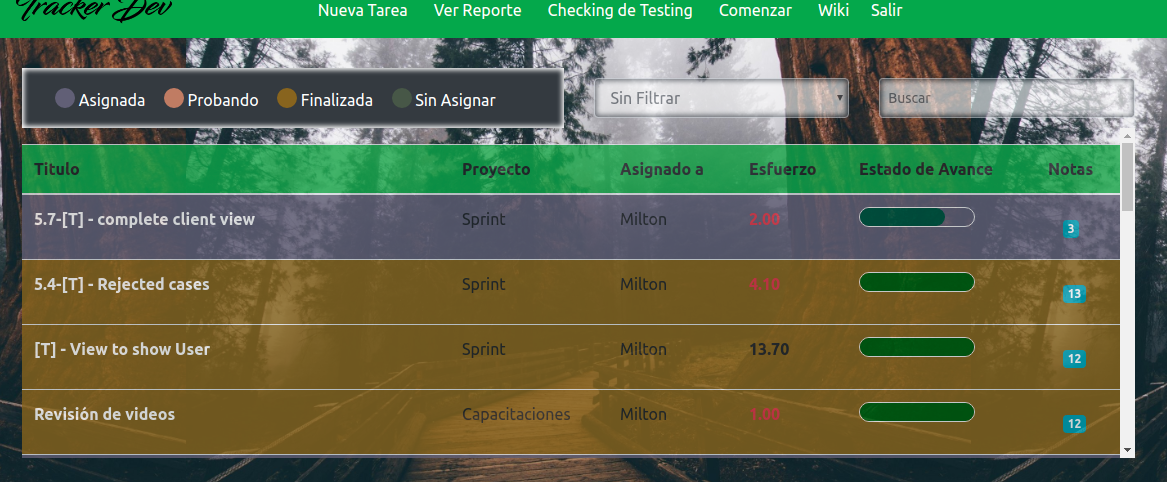 Tracker Dev
Nueva Tarea Ver Reporte Checking de Testing Comenzar Wiki Salir
Asignada Probando Finalizada Sin Asignar Sin Filtrar Buscar
Titulo Proyecto Asignado a Esfuerzo Estado de Avance Notas
5.7-[T] - complete client view Sprint Milton 2.00 3
5.4-[T] - Rejected cases Sprint Milton 4.10 13
[T] - View to show User Sprint Milton 13.70 12
Revisión de videos Capacitaciones Milton 1.00 12